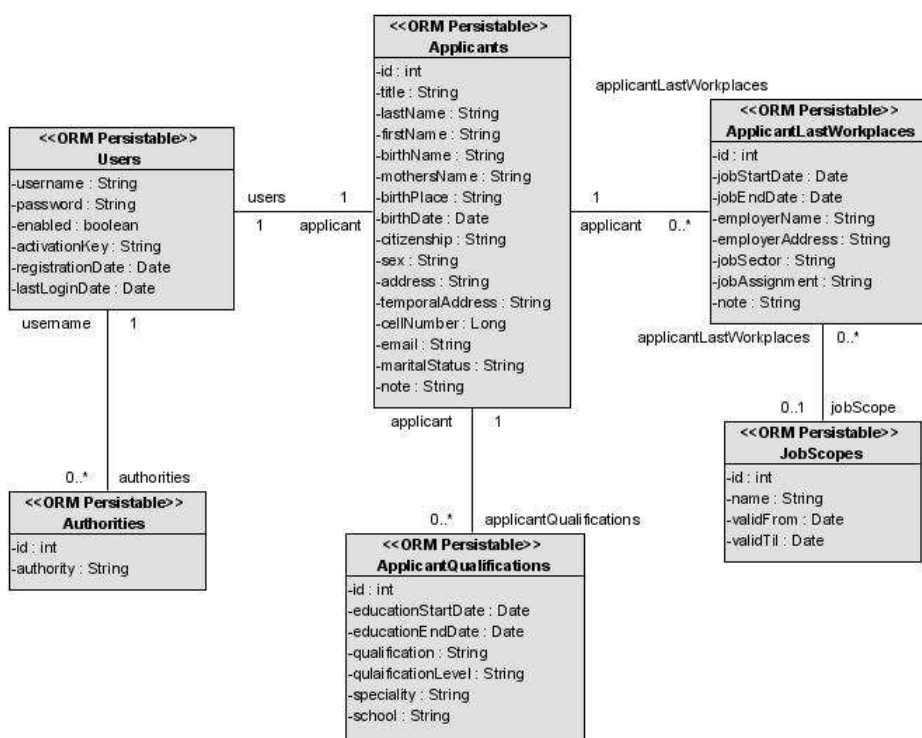 <<ORM Persistable>>
Applicants
-id : int
-title : String
-lastName : String
-firstName : String
-birthName : String
-mothersName : String
-birthPlace : String
-birthDate : Date
-citizenship : String
-sex : String
-address : String
-temporalAddress : String
-cellNumber : Long
-email : String
-maritalStatus : String
-note : String
<<ORM Persistable>>
Users
-username : String
-password : String
-enabled : boolean
-activationKey : String
-registrationDate : Date
-lastLoginDate : Date
users 1
1 applicant
applicantLastWorkplaces
1
applicant 0..*
<<ORM Persistable>>
ApplicantLastWorkplaces
-id : int
-jobStartDate : Date
-jobEndDate : Date
-employerName : String
-employerAddress : String
-jobSector : String
-jobAssignment : String
-note : String
username 1
0..* authorities
<<ORM Persistable>>
Authorities
-id : int
-authority : String
applicant 1
0..* applicantQualifications
<<ORM Persistable>>
ApplicantQualifications
-id : int
-educationStartDate : Date
-educationEndDate : Date
-qualification : String
-qulaificationLevel : String
-speciality : String
-school : String
applicantLastWorkplaces 0..*
0..1 jobScope
<<ORM Persistable>>
JobScopes
-id : int
-name : String
-validFrom : Date
-validTil : Date